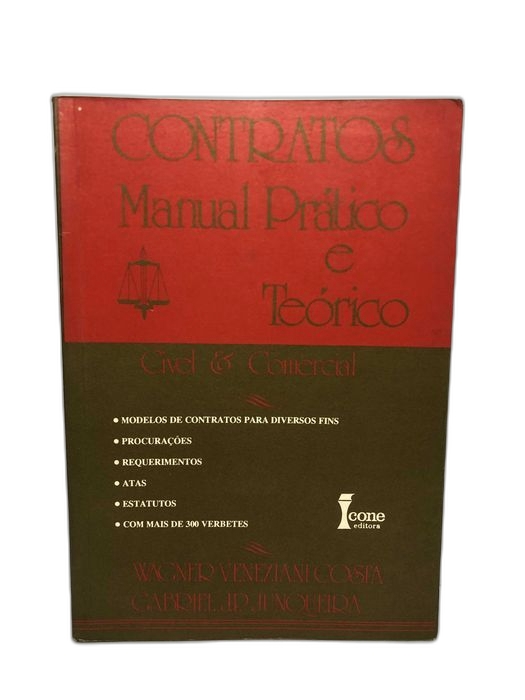 CONTRATOS
Manual Prático
e
Teórico
Cível & Comercial
• MODELOS DE CONTRATOS PARA DIVERSOS FINS
• PROCURAÇÕES
• REQUERIMENTOS
• ATAS
• ESTATUTOS
• COM MAIS DE 300 VERBETES
Ícone
editora
WAGNER VENEZIANI COSTA
GABRIEL J.P. JUNQUEIRA